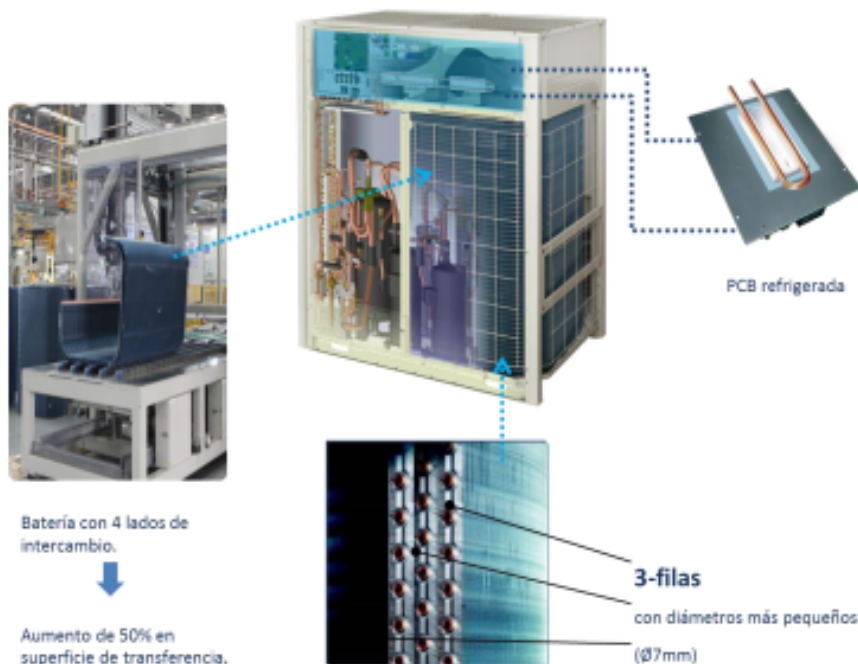 PCB refrigerada
Batería con 4 lados de
intercambio.
Aumento de 50% en
superficie de transferencia.
3-filas
con diámetros más pequeños
(Ø7mm)